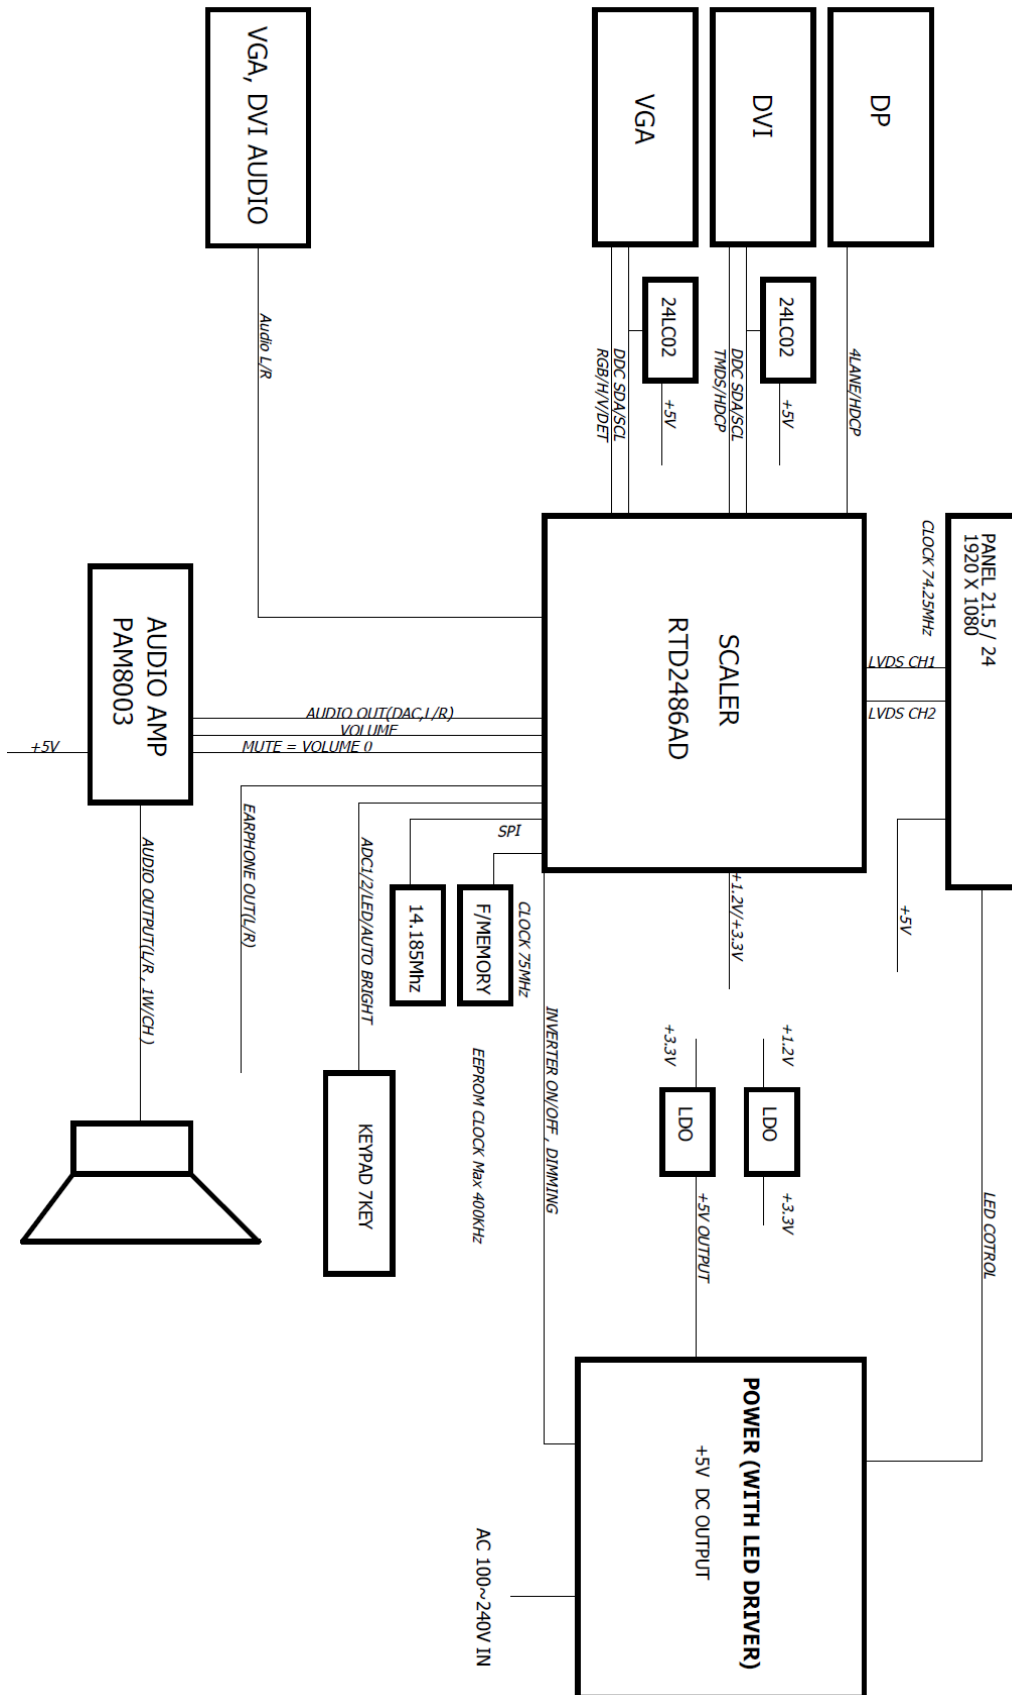 VGA, DVI AUDIO
VGA
DVI
DP
24LC02
24LC02
+5V
+5V
Audio L/R
RGB/H/V/DET
DDC SDA/SCL
TMDS/HDCP
DDC SDA/SCL
4LANE/HDCP
CLOCK 74.25MHz
PANEL 21.5 / 24
1920 X 1080
SCALER
RTD2486AD
LVDS CH1
LVDS CH2
+5V
AUDIO AMP
PAM8003
+5V
AUDIO OUT(DAC,L/R)
VOLUME
MUTE = VOLUME 0
SPI
EARPHONE OUT(L/R)
ADC1/2/LED/AUTO BRIGHT
14.185Mhz
F/MEMORY
CLOCK 75MHz
EEPROM CLOCK Max 400KHz
INVERTER ON/OFF , DIMMING
+1.2V/+3.3V
AUDIO OUTPUT(L/R , 1W/CH )
KEYPAD 7KEY
+3.3V
LDO
+5V OUTPUT
+1.2V
LDO
+3.3V
LED COTROL
POWER (WITH LED DRIVER)
+5V  DC OUTPUT
AC 100~240V IN